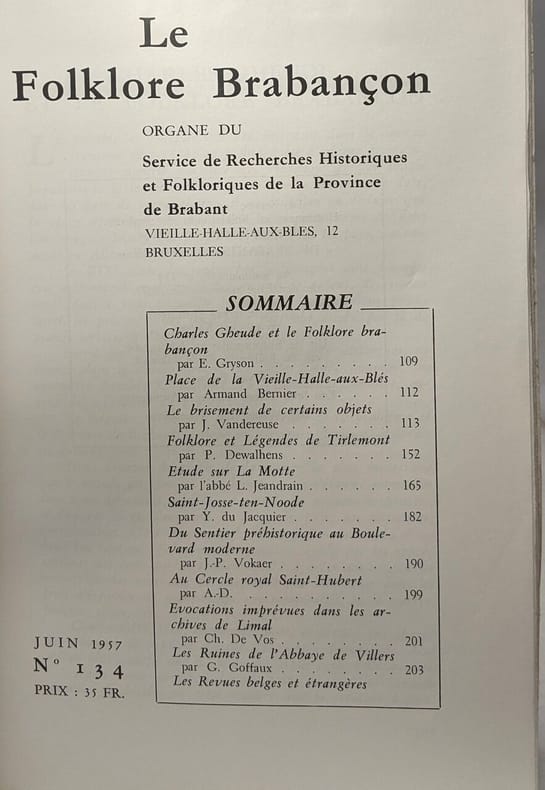 Le
Folklore Brabançon
ORGANE DU
Service de Recherches Historiques
et Folkloriques de la Province
de Brabant
VIEILLE-HALLE-AUX-BLES, 12
BRUXELLES
SOMMAIRE
Charles Gheude et le Folklore bra-
bançon
par E. Gryson . . . . . . . . . 109
Place de la Vieille-Halle-aux-Blés
par Armand Bernier . . . . . . 112
Le brisement de certains objets
par J. Vandereuse . . . . . . . 113
Folklore et Légendes de Tirlemont
par P. Dewalhens . . . . . . . 152
Etude sur La Motte
par l'abbé L. Jeandrain . . . . . . 165
Saint-Josse-ten-Noode
par Y. du Jacquier . . . . . . . 182
Du Sentier préhistorique au Boule-
vard moderne
par J.-P. Vokaer . . . . . . . . 190
Au Cercle royal Saint-Hubert
par A.-D. . . . . . . . . . . 199
Evocations imprévues dans les ar-
chives de Limal
par Ch. De Vos . . . . . . . . 201
Les Ruines de l'Abbaye de Villers
par G. Goffaux . . . . . . . . 203
Les Revues belges et étrangères
JUIN 1957
N° 134
PRIX : 35 FR.